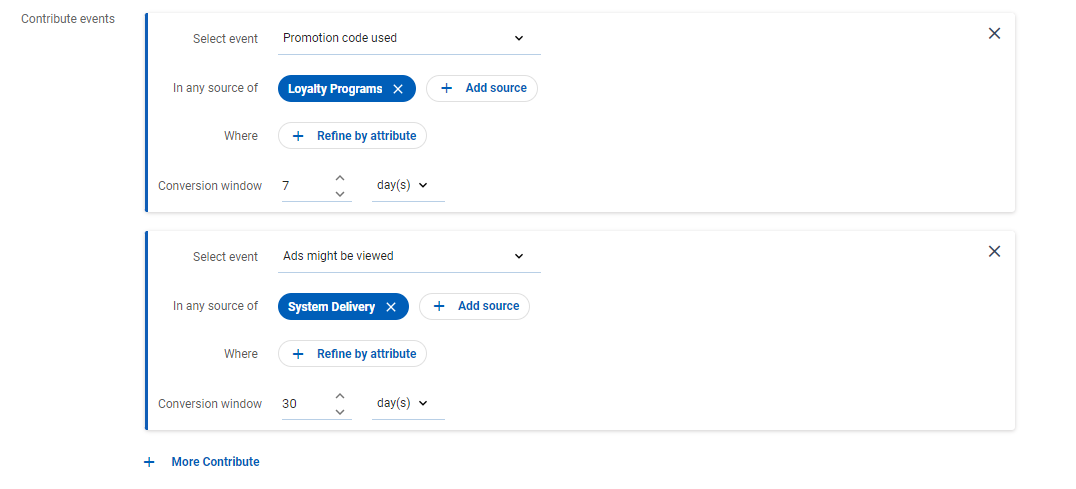 Contribute events
Select event Promotion code used
In any source of Loyalty Programs Add source
Where Refine by attribute
Conversion window 7 day(s)
Select event Ads might be viewed
In any source of System Delivery Add source
Where Refine by attribute
Conversion window 30 day(s)
More Contribute